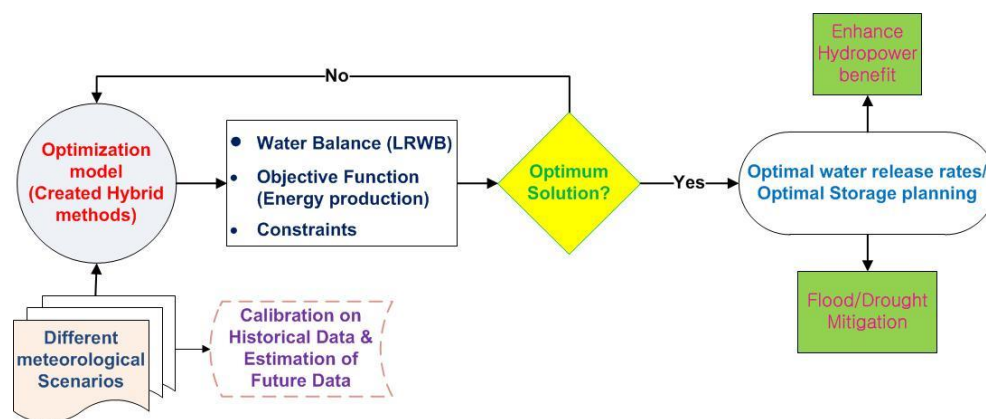 No
Optimization
model
(Created Hybrid
methods)
• Water Balance (LRWB)
• Objective Function
(Energy production)
• Constraints
Optimum
Solution?
Yes
Enhance
Hydropower
benefit
Optimal water release rates/
Optimal Storage planning
Flood/Drought
Mitigation
Different
meteorological
Scenarios
Calibration on
Historical Data &
Estimation of
Future Data